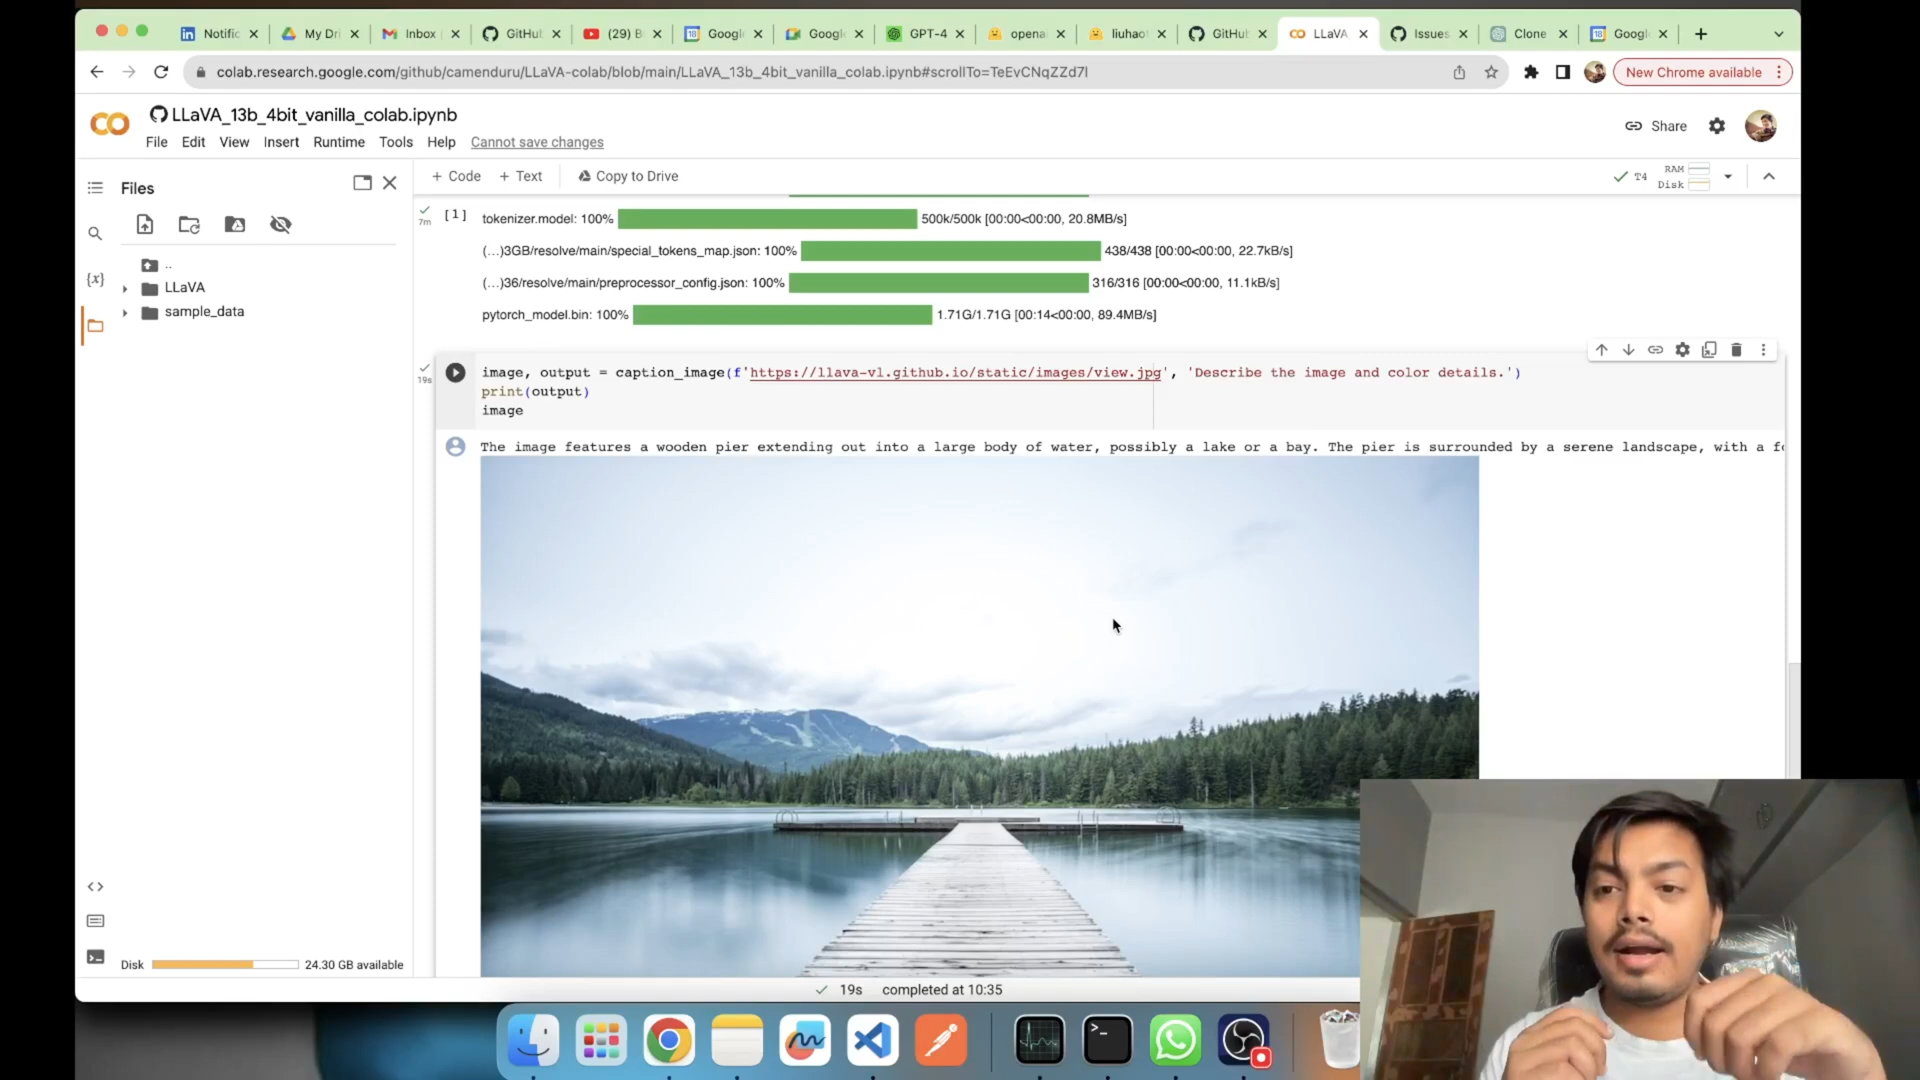 Notific
My Dri
Inbox
GitHub
(29) B
Google
Google
GPT-4
opena
liuhao
GitHub
LLaVA
Issues
Clone
Google
colab.research.google.com/github/camenduru/LLaVA-colab/blob/main/LLaVA_13b_4bit_vanilla_colab.ipynb#scrollTo=TeEvCNqZZd7l
New Chrome available
LLaVA_13b_4bit_vanilla_colab.ipynb
File Edit View Insert Runtime Tools Help Cannot save changes
Share
Files
+ Code + Text Copy to Drive
T4 RAM
Disk
..
LLaVA
sample_data
7m [1] tokenizer.model: 100% 500k/500k [00:00<00:00, 20.8MB/s]
(...)3GB/resolve/main/special_tokens_map.json: 100% 438/438 [00:00<00:00, 22.7kB/s]
(...)36/resolve/main/preprocessor_config.json: 100% 316/316 [00:00<00:00, 11.1kB/s]
pytorch_model.bin: 100% 1.71G/1.71G [00:14<00:00, 89.4MB/s]
19s image, output = caption_image(f'https://llava-vl.github.io/static/images/view.jpg', 'Describe the image and color details.')
print(output)
image
The image features a wooden pier extending out into a large body of water, possibly a lake or a bay. The pier is surrounded by a serene landscape, with a
Disk 24.30 GB available
19s completed at 10:35